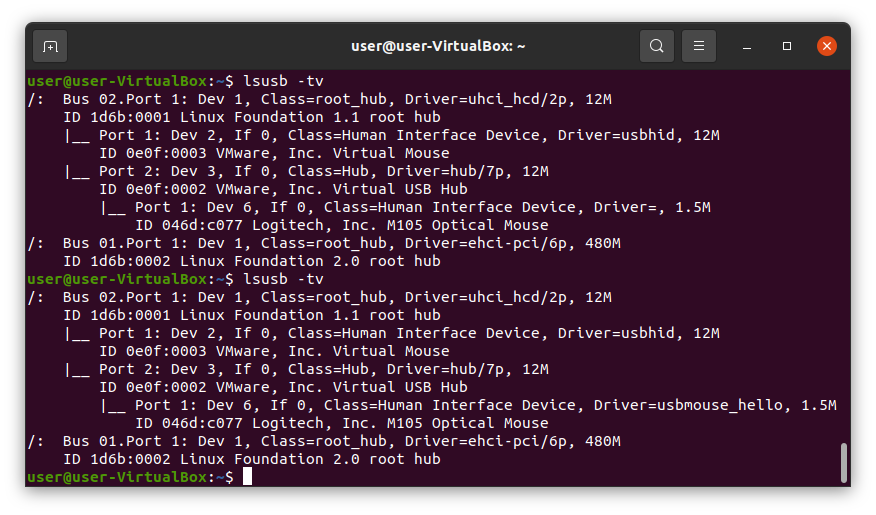 user@user-VirtualBox: ~
user@user-VirtualBox:~$ lsusb -tv
/:  Bus 02.Port 1: Dev 1, Class=root_hub, Driver=uhci_hcd/2p, 12M
    ID 1d6b:0001 Linux Foundation 1.1 root hub
    |__ Port 1: Dev 2, If 0, Class=Human Interface Device, Driver=usbhid, 12M
        ID 0e0f:0003 VMware, Inc. Virtual Mouse
    |__ Port 2: Dev 3, If 0, Class=Hub, Driver=hub/7p, 12M
        ID 0e0f:0002 VMware, Inc. Virtual USB Hub
        |__ Port 1: Dev 6, If 0, Class=Human Interface Device, Driver=, 1.5M
            ID 046d:c077 Logitech, Inc. M105 Optical Mouse
/:  Bus 01.Port 1: Dev 1, Class=root_hub, Driver=ehci-pci/6p, 480M
    ID 1d6b:0002 Linux Foundation 2.0 root hub
user@user-VirtualBox:~$ lsusb -tv
/:  Bus 02.Port 1: Dev 1, Class=root_hub, Driver=uhci_hcd/2p, 12M
    ID 1d6b:0001 Linux Foundation 1.1 root hub
    |__ Port 1: Dev 2, If 0, Class=Human Interface Device, Driver=usbhid, 12M
        ID 0e0f:0003 VMware, Inc. Virtual Mouse
    |__ Port 2: Dev 3, If 0, Class=Hub, Driver=hub/7p, 12M
        ID 0e0f:0002 VMware, Inc. Virtual USB Hub
        |__ Port 1: Dev 6, If 0, Class=Human Interface Device, Driver=usbmouse_hello, 1.5M
            ID 046d:c077 Logitech, Inc. M105 Optical Mouse
/:  Bus 01.Port 1: Dev 1, Class=root_hub, Driver=ehci-pci/6p, 480M
    ID 1d6b:0002 Linux Foundation 2.0 root hub
user@user-VirtualBox:~$